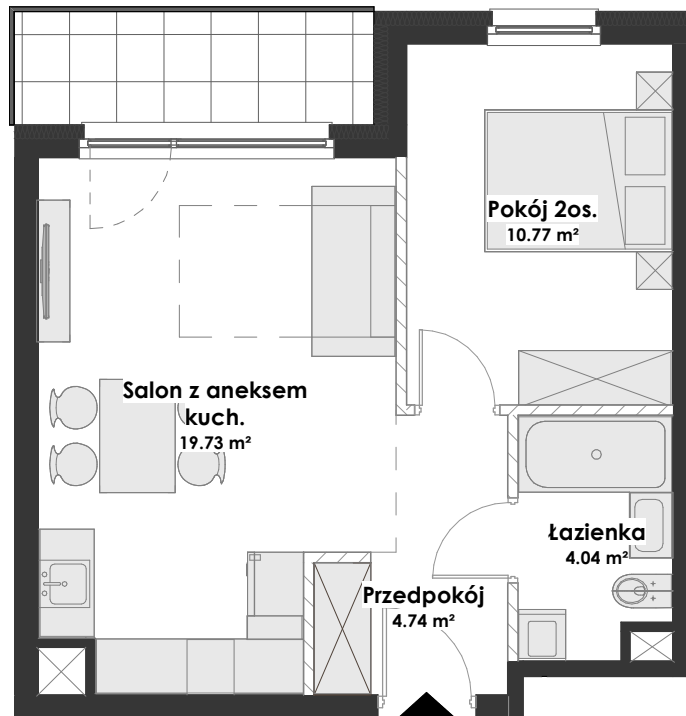 Pokój 2os.
10.77 m²
Salon z aneksem
kuch.
19.73 m²
Łazienka
4.04 m²
Przedpokój
4.74 m²